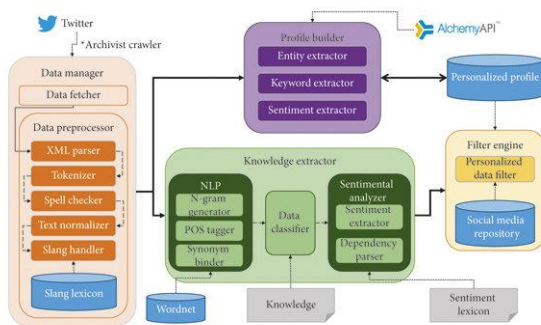 Twitter
*Archivist crawler
Data manager
Data fetcher
Data preprocessor
XML parser
Tokenizer
Spell checker
Text normalizer
Slang handler
Slang lexicon
Profile builder
Entity extractor
Keyword extractor
Sentiment extractor
AlchemyAPI™
Personalized profile
Knowledge extractor
NLP
N-gram
generator
POS tagger
Synonym
binder
Data
classifier
Sentimental
analyzer
Sentiment
extractor
Dependency
parser
Filter engine
Personalized
data filter
Social media
repository
Wordnet
Knowledge
Sentiment
lexicon